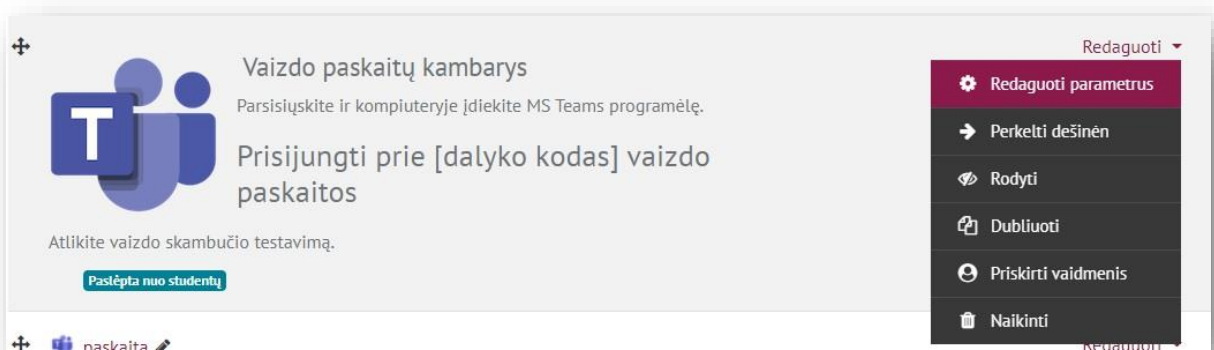 Redaguoti
Vaizdo paskaitų kambarys
Parsisiųskite ir kompiuteryje įdiekite MS Teams programėlę.
Prisijungti prie [dalyko kodas] vaizdo
paskaitos
Atlikite vaizdo skambučio testavimą.
Paslėpta nuo studentų
Redaguoti parametrus
Perkelti dešinėn
Rodyti
Dubliuoti
Priskirti vaidmenis
Naikinti
T
paskaita
Redaguoti